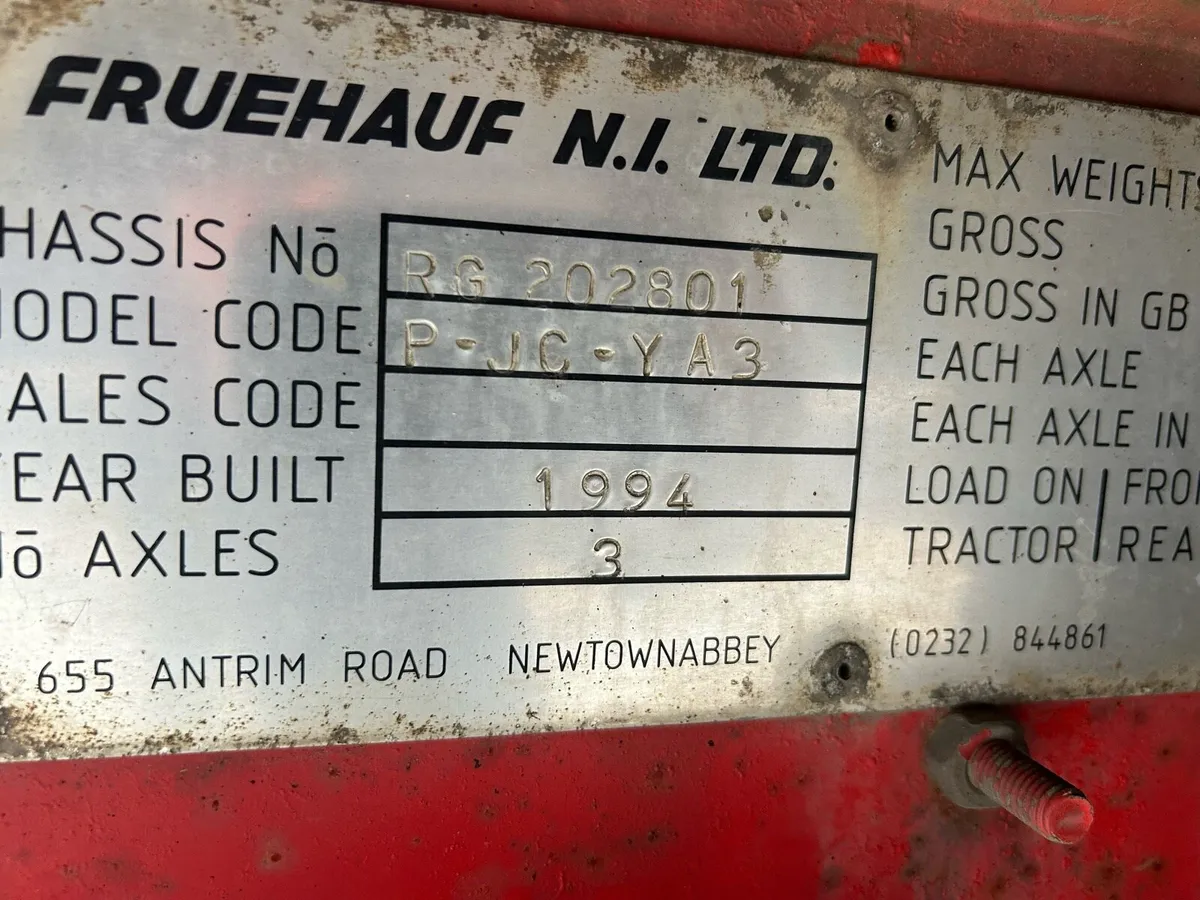 FRUEHAUF N.I. LTD.
HASSIS Nō RG 202801
ODEL CODE P-JC-YA3
ALES CODE
EAR BUILT 1994
ō AXLES 3
655 ANTRIM ROAD NEWTOWNABBEY (0232) 844861
MAX WEIGHTS
GROSS
GROSS IN GB
EACH AXLE
EACH AXLE IN
LOAD ON FRO
TRACTOR REA